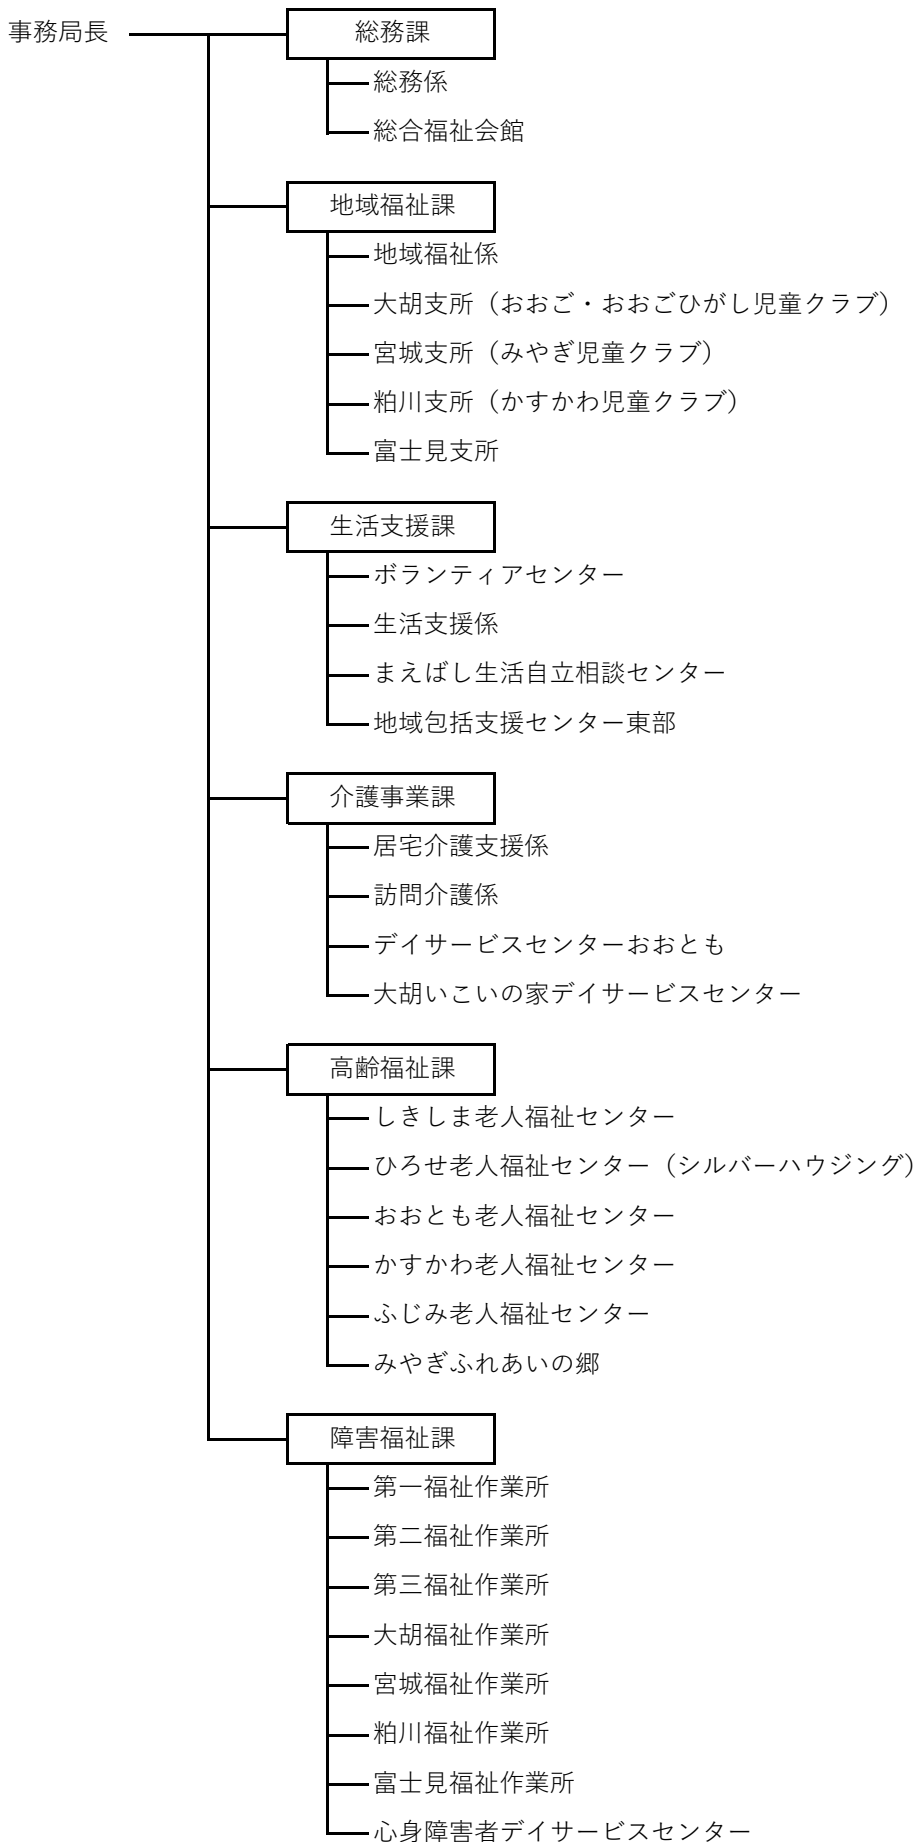 事務局長 総務課
総務係
総合福祉会館
地域福祉課
地域福祉係
大胡支所（おおご・おおごひがし児童クラブ）
宮城支所（みやぎ児童クラブ）
粕川支所（かすかわ児童クラブ）
富士見支所
生活支援課
ボランティアセンター
生活支援係
まえばし生活自立相談センター
地域包括支援センター東部
介護事業課
居宅介護支援係
訪問介護係
デイサービスセンターおおとも
大胡いこいの家デイサービスセンター
高齢福祉課
しきしま老人福祉センター
ひろせ老人福祉センター（シルバーハウジング）
おおとも老人福祉センター
かすかわ老人福祉センター
ふじみ老人福祉センター
みやぎふれあいの郷
障害福祉課
第一福祉作業所
第二福祉作業所
第三福祉作業所
大胡福祉作業所
宮城福祉作業所
粕川福祉作業所
富士見福祉作業所
心身障害者デイサービスセンター